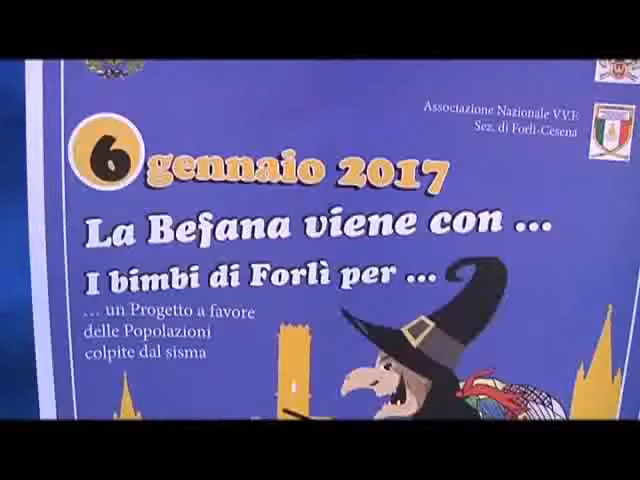 Associazione Nazionale V.V.F.
Sez. di Forlì-Cesena
6 gennaio 2017
La Befana viene con ...
I bimbi di Forlì per ...
... un Progetto a favore
delle Popolazioni
colpite dal sisma